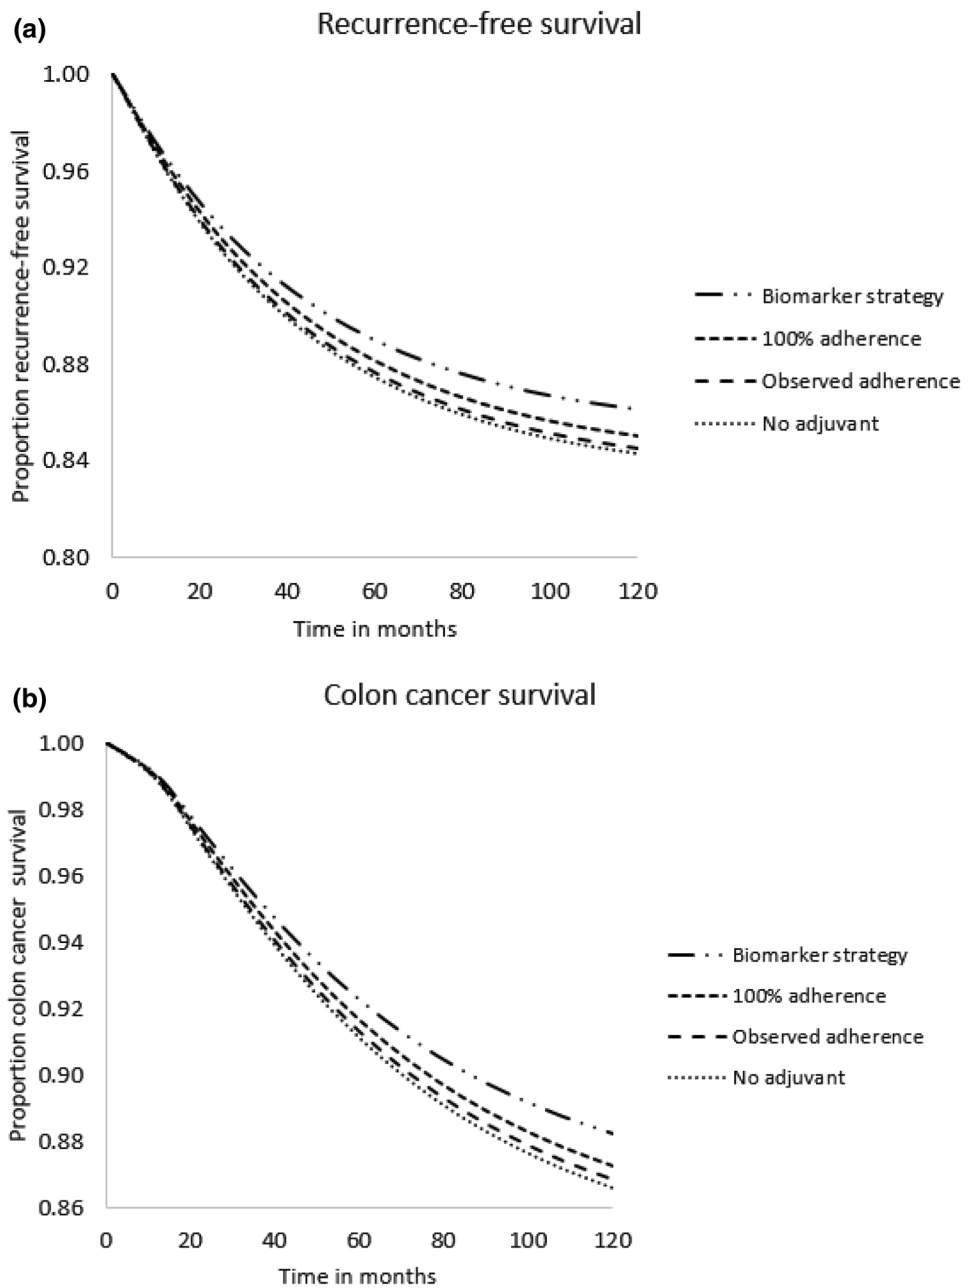 (a)
Recurrence-free survival
Proportion recurrence-free survival
1.00
0.96
0.92
0.88
0.84
0.80
0 20 40 60 80 100 120
Time in months
Biomarker strategy
100% adherence
Observed adherence
No adjuvant
(b)
Colon cancer survival
Proportion colon cancer survival
1.00
0.98
0.96
0.94
0.92
0.90
0.88
0.86
0 20 40 60 80 100 120
Time in months
Biomarker strategy
100% adherence
Observed adherence
No adjuvant